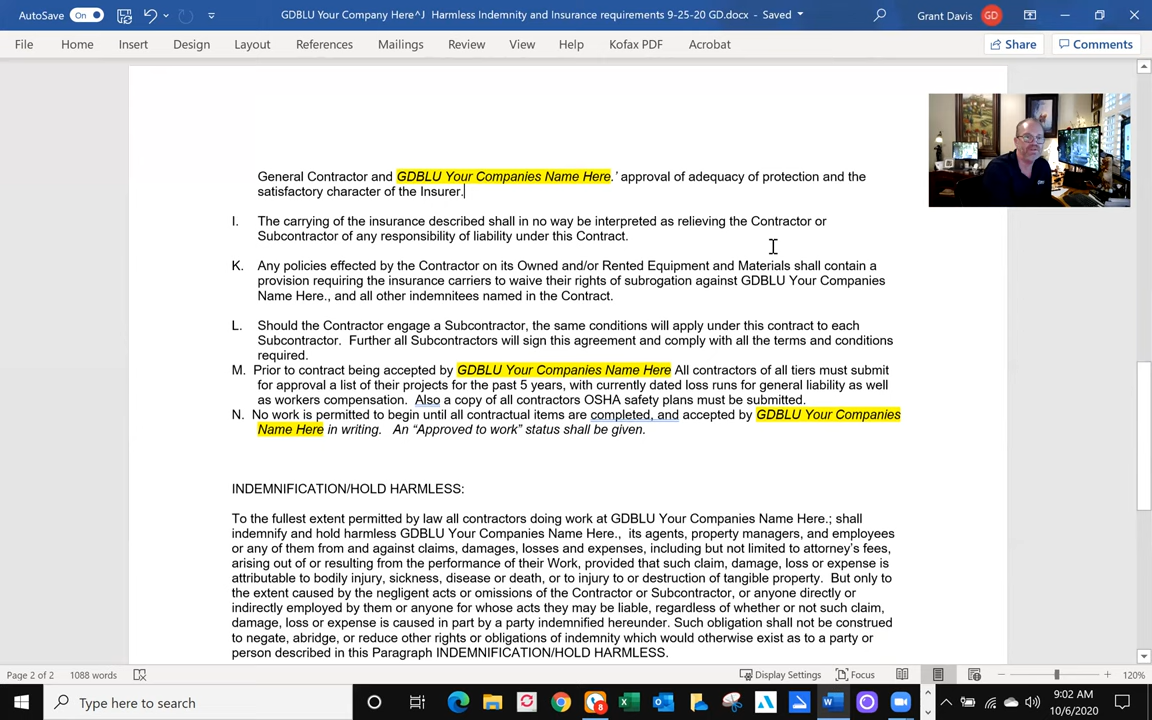 AutoSave On GDBLU Your Company Here^J Harmless Indemnity and Insurance requirements 9-25-20 GD.docx - Saved Grant Davis GD
File Home Insert Design Layout References Mailings Review View Help Kofax PDF Acrobat Share Comments
General Contractor and GDBLU Your Companies Name Here.’ approval of adequacy of protection and the
satisfactory character of the Insurer.
I. The carrying of the insurance described shall in no way be interpreted as relieving the Contractor or
Subcontractor of any responsibility of liability under this Contract.
K. Any policies effected by the Contractor on its Owned and/or Rented Equipment and Materials shall contain a
provision requiring the insurance carriers to waive their rights of subrogation against GDBLU Your Companies
Name Here., and all other indemnitees named in the Contract.
L. Should the Contractor engage a Subcontractor, the same conditions will apply under this contract to each
Subcontractor. Further all Subcontractors will sign this agreement and comply with all the terms and conditions
required.
M. Prior to contract being accepted by GDBLU Your Companies Name Here All contractors of all tiers must submit
for approval a list of their projects for the past 5 years, with currently dated loss runs for general liability as well
as workers compensation. Also a copy of all contractors OSHA safety plans must be submitted.
N. No work is permitted to begin until all contractual items are completed, and accepted by GDBLU Your Companies
Name Here in writing. An “Approved to work” status shall be given.
INDEMNIFICATION/HOLD HARMLESS:
To the fullest extent permitted by law all contractors doing work at GDBLU Your Companies Name Here.; shall
indemnify and hold harmless GDBLU Your Companies Name Here., its agents, property managers, and employees
or any of them from and against claims, damages, losses and expenses, including but not limited to attorney’s fees,
arising out of or resulting from the performance of their Work, provided that such claim, damage, loss or expense is
attributable to bodily injury, sickness, disease or death, or to injury to or destruction of tangible property. But only to
the extent caused by the negligent acts or omissions of the Contractor or Subcontractor, or anyone directly or
indirectly employed by them or anyone for whose acts they may be liable, regardless of whether or not such claim,
damage, loss or expense is caused in part by a party indemnified hereunder. Such obligation shall not be construed
to negate, abridge, or reduce other rights or obligations of indemnity which would otherwise exist as to a party or
person described in this Paragraph INDEMNIFICATION/HOLD HARMLESS.
Page 2 of 2 1088 words Display Settings Focus 120%
Type here to search 8 9:02 AM
10/6/2020